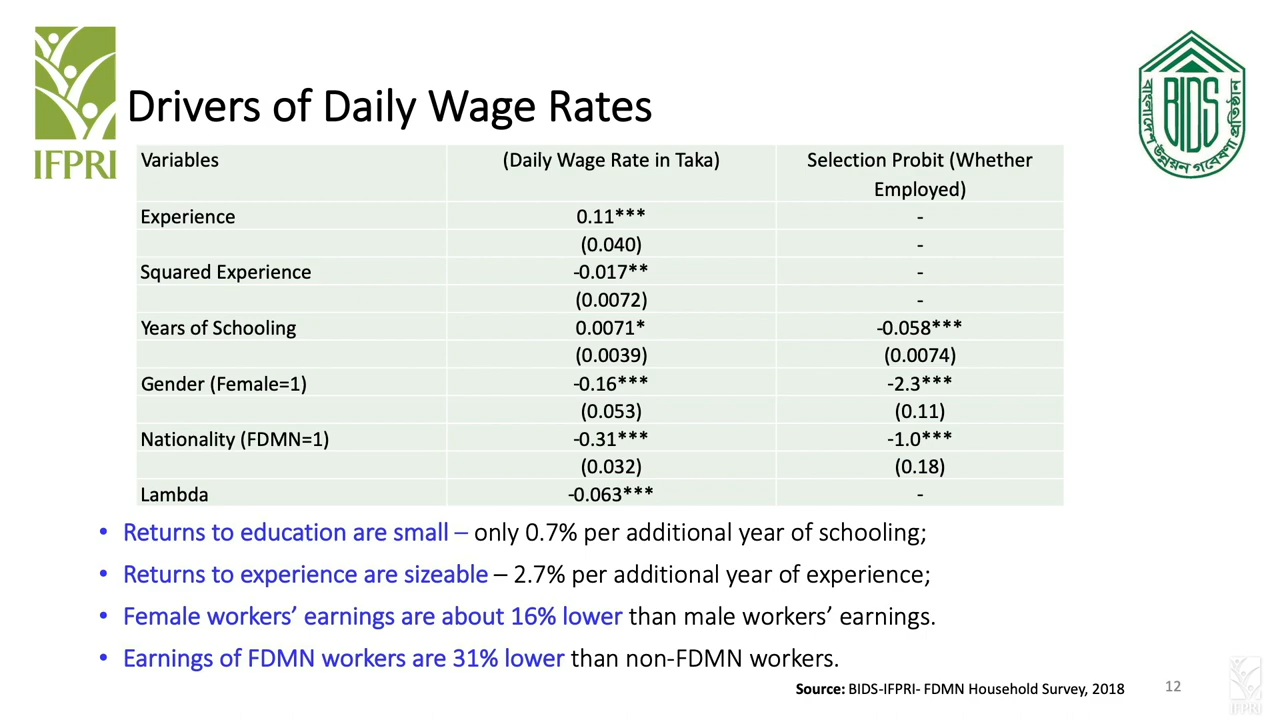 IFPRI
BIDS
বাংলাদেশ উন্নয়ন গবেষণা প্রতিষ্ঠান
Drivers of Daily Wage Rates
Variables (Daily Wage Rate in Taka) Selection Probit (Whether
Employed)
Experience 0.11*** -
(0.040) -
Squared Experience -0.017** -
(0.0072) -
Years of Schooling 0.0071* -0.058***
(0.0039) (0.0074)
Gender (Female=1) -0.16*** -2.3***
(0.053) (0.11)
Nationality (FDMN=1) -0.31*** -1.0***
(0.032) (0.18)
Lambda -0.063*** -
• Returns to education are small – only 0.7% per additional year of schooling;
• Returns to experience are sizeable – 2.7% per additional year of experience;
• Female workers’ earnings are about 16% lower than male workers’ earnings.
• Earnings of FDMN workers are 31% lower than non-FDMN workers.
Source: BIDS-IFPRI- FDMN Household Survey, 2018
12
IFPRI